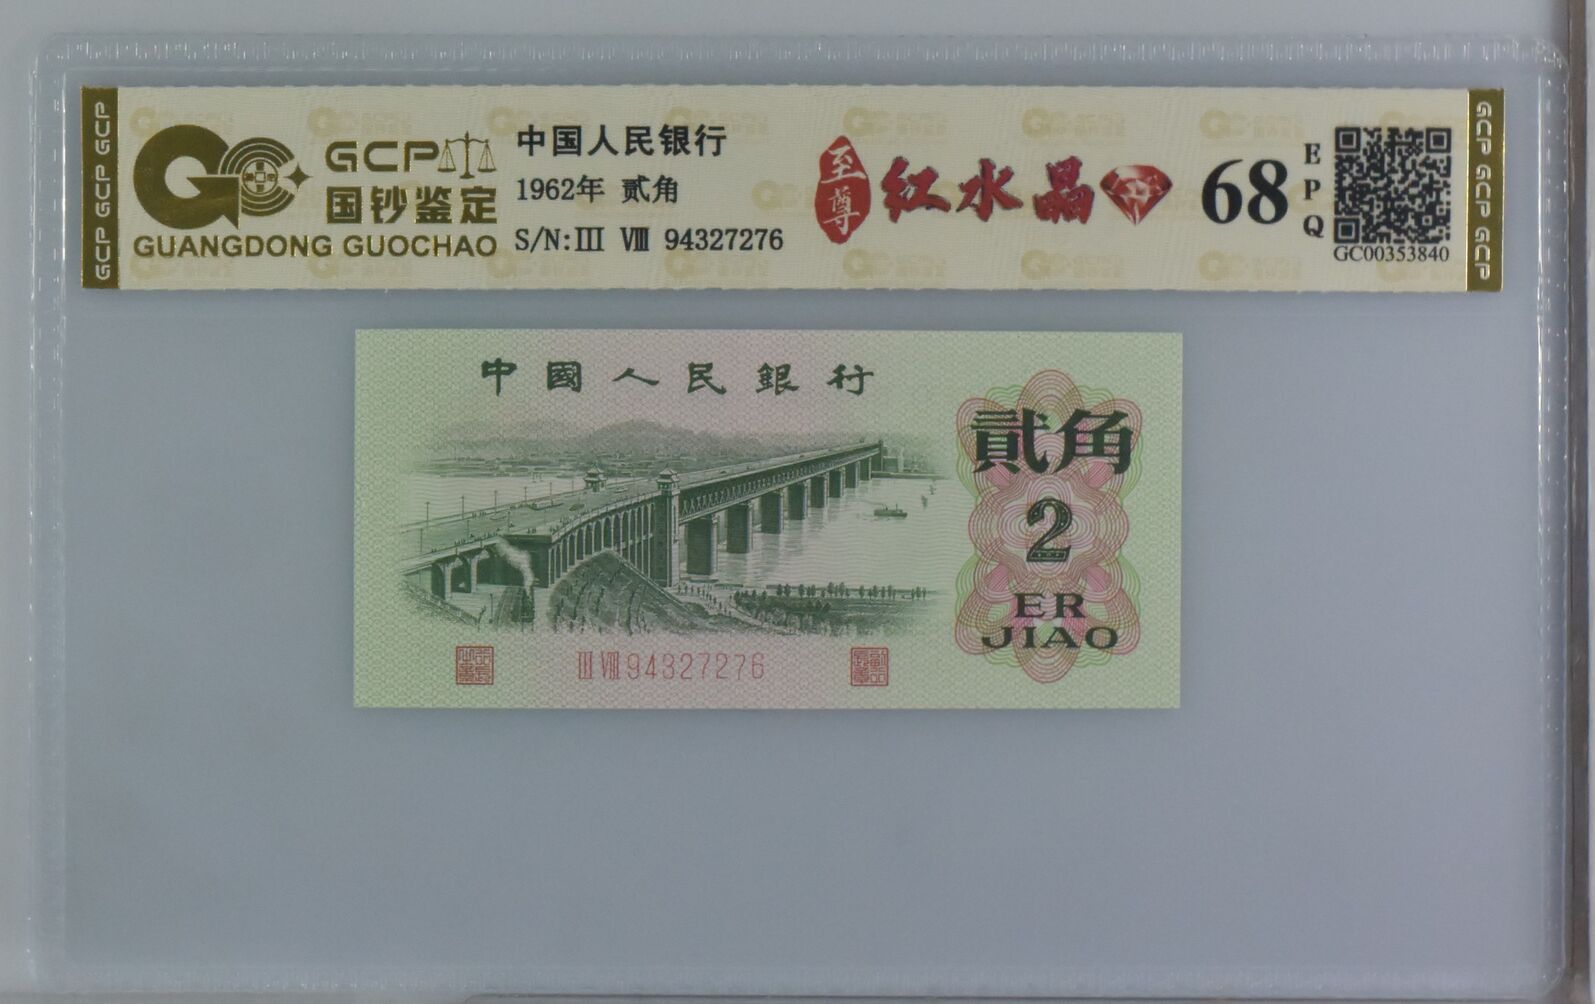 GCP GCP GCP
GCP
国钞鉴定
GUANGDONG GUOCHAO
中国人民银行
1962年 贰角
S/N:III VIII 94327276
至尊
红水晶
68
EPQ
GC00353840
GCP GCP GCP
中國人民銀行
貳角
2
ER
JIAO
III VIII 94327276